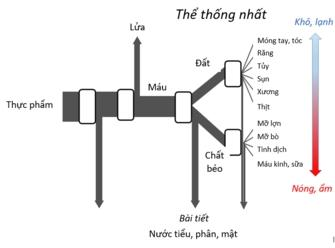 Thể thống nhất
Khô, lạnh
Lửa
Móng tay, tóc
Răng
Đất
Tủy
Sụn
Máu
Xương
Thực phẩm
Thịt
Mỡ lợn
Mỡ bò
Chất béo
Tinh dịch
Máu kinh, sữa
Nóng, ẩm
Bài tiết
Nước tiểu, phân, mật